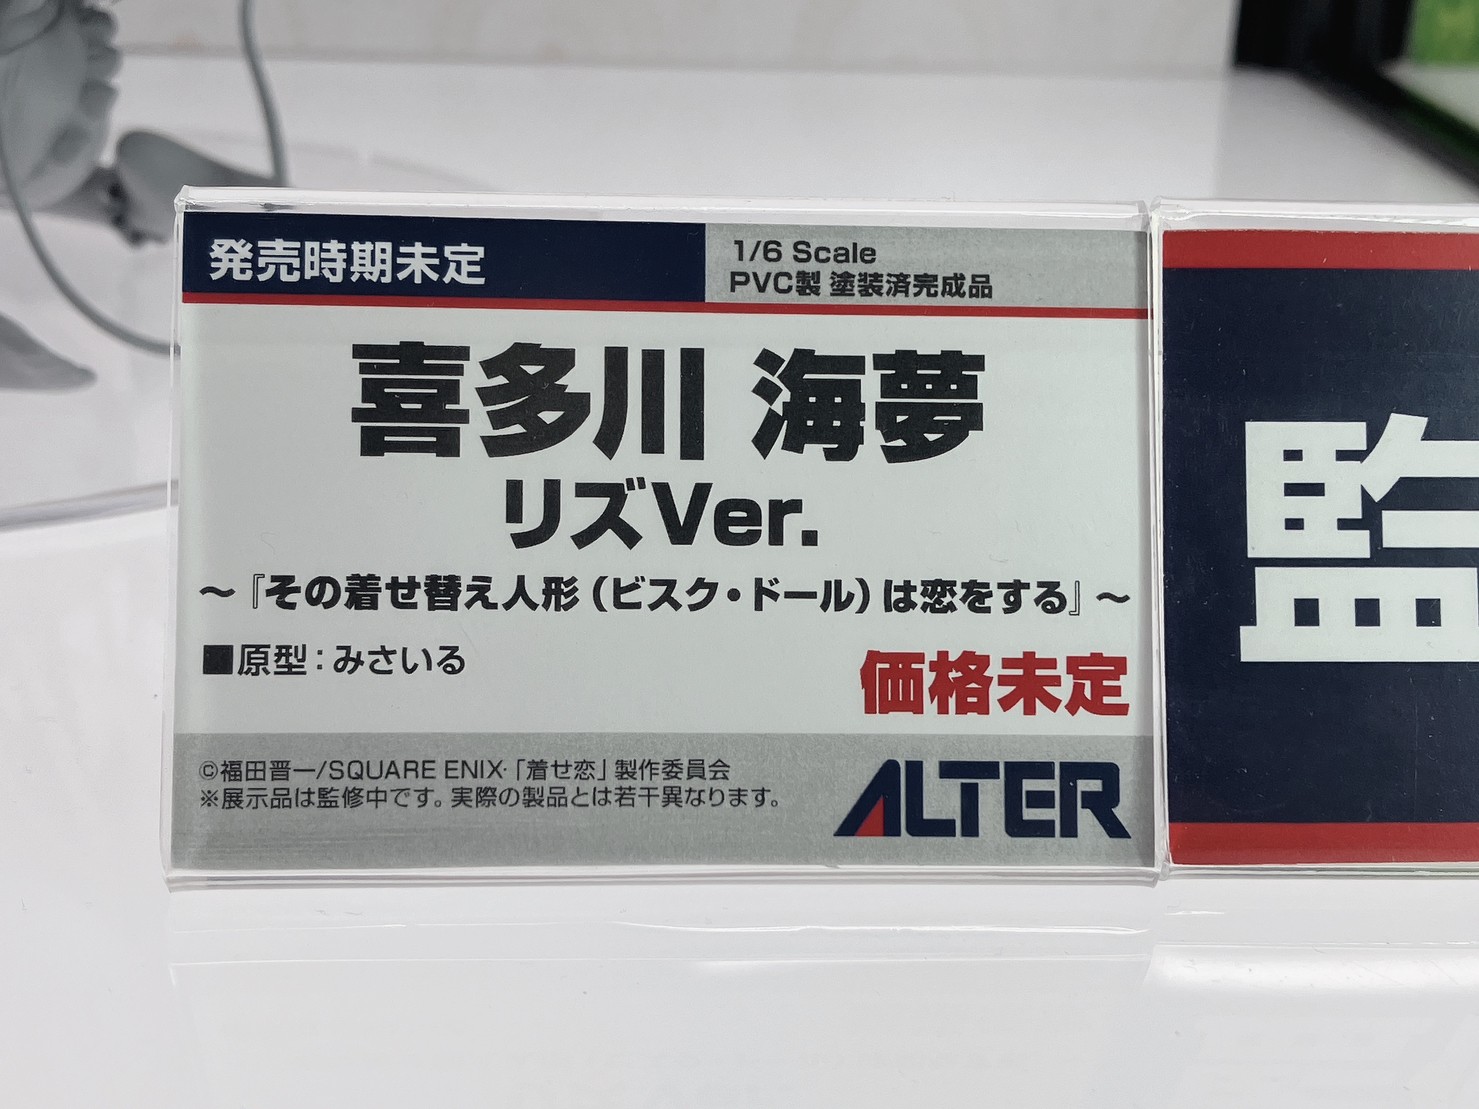 発売時期未定
1/6 Scale
PVC製 塗装済完成品
喜多川 海夢
リズVer.
～『その着せ替え人形(ビスク・ドール)は恋をする』～
■原型：みさいる
価格未定
©福田晋一/SQUARE ENIX・「着せ恋」製作委員会
※展示品は監修中です。実際の製品とは若干異なります。
ALTER
監